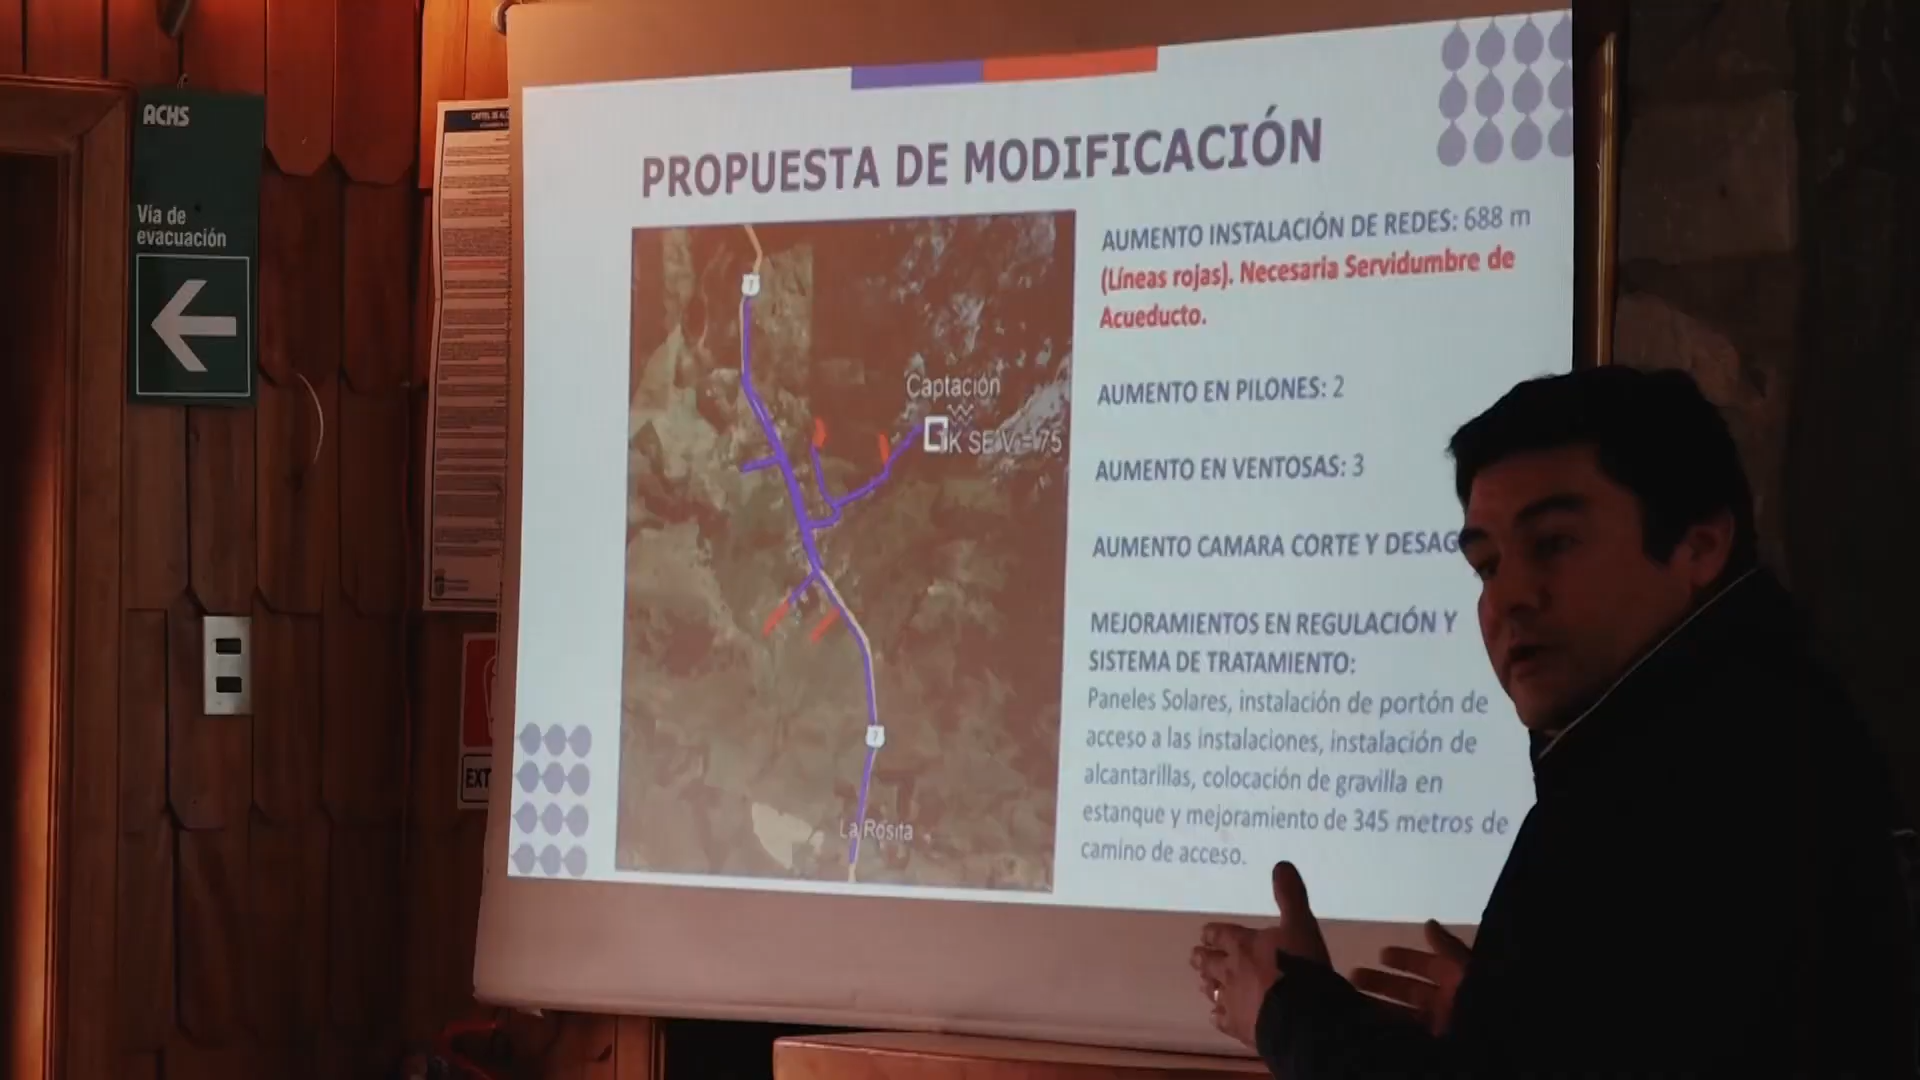 ACHS
Vía de
evacuación
PROPUESTA DE MODIFICACIÓN
7
Captación
7
La Rosita
AUMENTO INSTALACIÓN DE REDES: 688 m
(Líneas rojas). Necesaria Servidumbre de
Acueducto.
AUMENTO EN PILONES: 2
AUMENTO EN VENTOSAS: 3
AUMENTO CAMARA CORTE Y DESAG
MEJORAMIENTOS EN REGULACIÓN Y
SISTEMA DE TRATAMIENTO:
Paneles Solares, instalación de portón de
acceso a las instalaciones, instalación de
alcantarillas, colocación de gravilla en
estanque y mejoramiento de 345 metros de
camino de acceso.
EXT